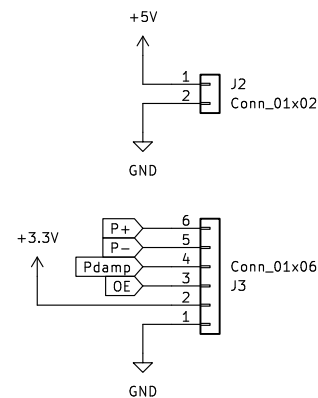 +5V
1 J2
2 Conn_01x02
GND
P+ 6
P- 5
+3.3V
Pdamp 4 Conn_01x06
OE 3 J3
2
1
GND